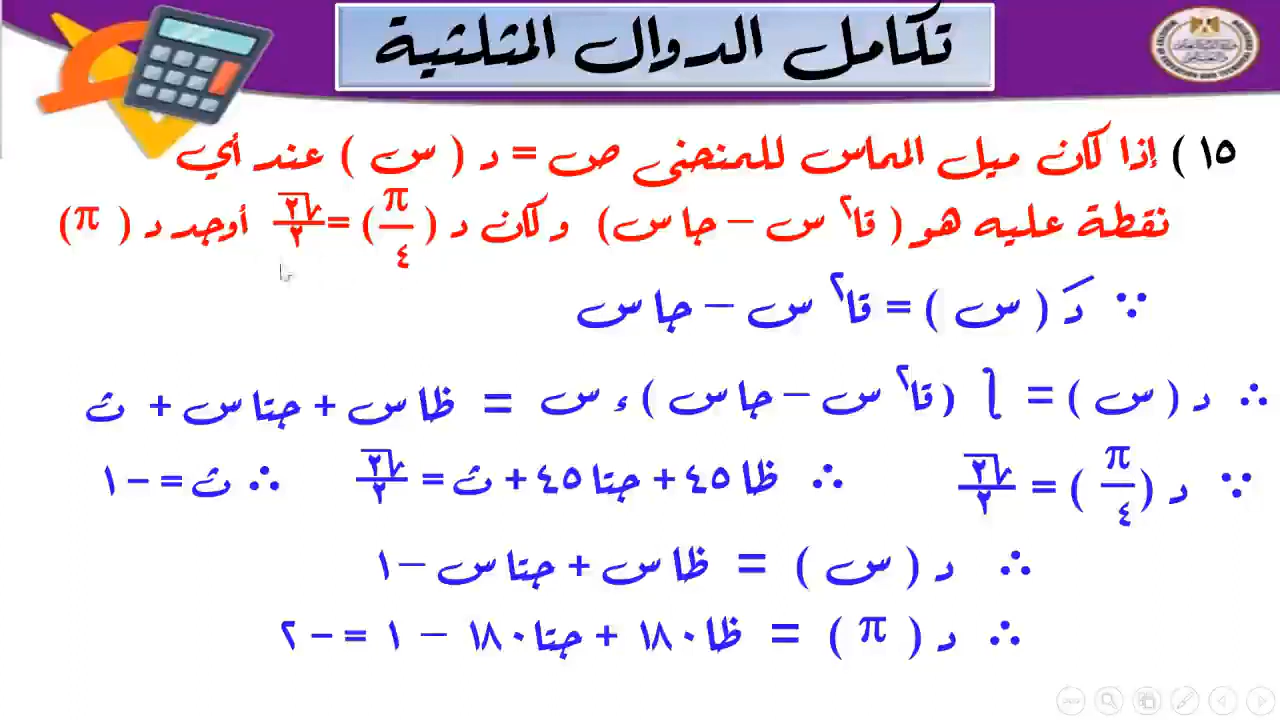 تكامل الدوال المثلثية
١٥ ) إذا كان ميل المماس للمنحنى ص = د ( س ) عند أي
نقطة عليه هو ( قا٢ س – جا س) وكان د (π/٤) = √٢/٢ أوجد د ( π )
∵ دَ ( س ) = قا٢ س – جا س
∴ د ( س ) = ∫ ( قا٢ س – جا س ) ء س = ظا س + جتا س + ث
∵ د (π/٤) = √٢/٢ ∴ ظا ٤٥ + جتا ٤٥ + ث = √٢/٢ ∴ ث = –١
∴ د ( س ) = ظا س + جتا س –١
∴ د ( π ) = ظا ١٨٠ + جتا ١٨٠ – ١ = –٢